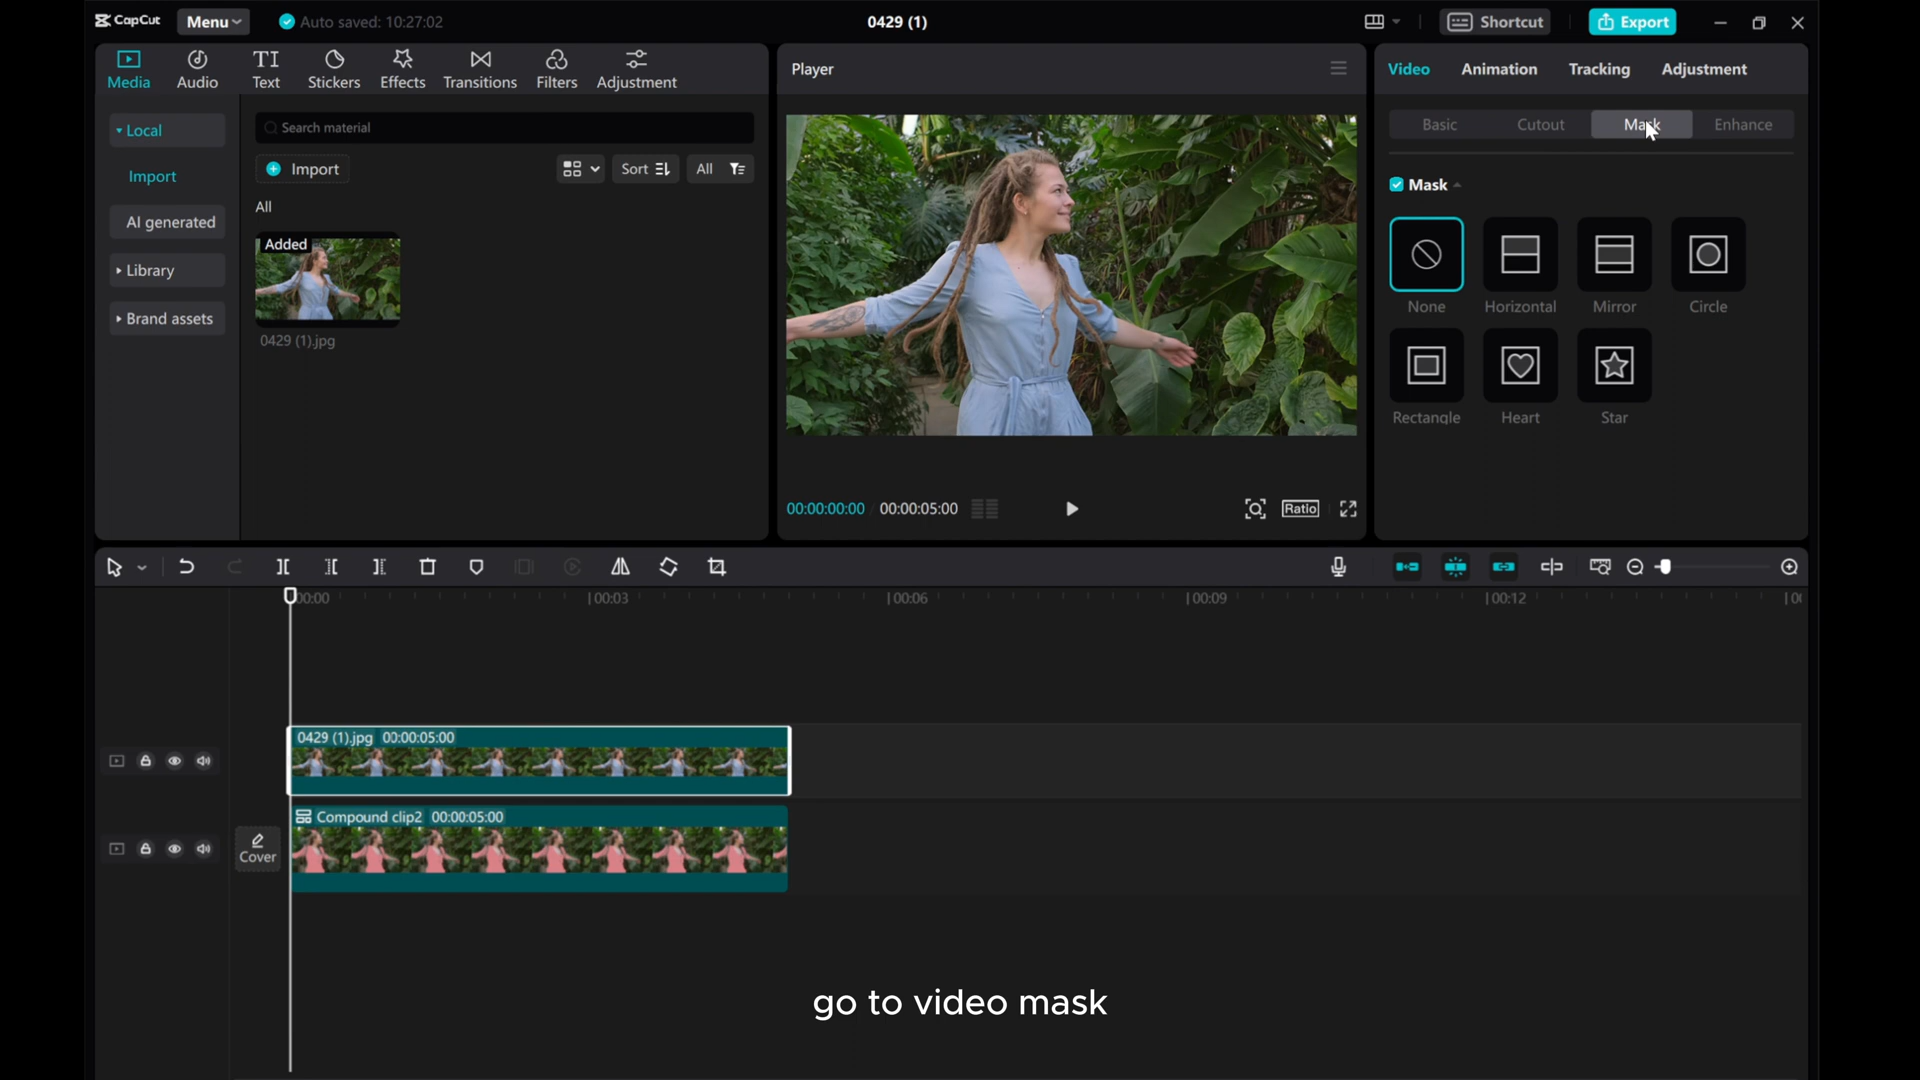 CapCut
Menu
Auto saved: 10:27:02
0429 (1)
Shortcut
Export
Media
Audio
TI
Text
Stickers
Effects
Transitions
Filters
Adjustment
Player
Video
Animation
Tracking
Adjustment
Local
Import
AI generated
Library
Brand assets
Search material
Import
Sort
All
All
Added
0429 (1).jpg
Basic
Cutout
Mask
Enhance
Mask
None
Horizontal
Mirror
Circle
Rectangle
Heart
Star
00:00:00:00
00:00:05:00
Ratio
00:00
00:03
00:06
00:09
00:12
0429 (1).jpg 00:00:05:00
Compound clip2 00:00:05:00
Cover
go to video mask